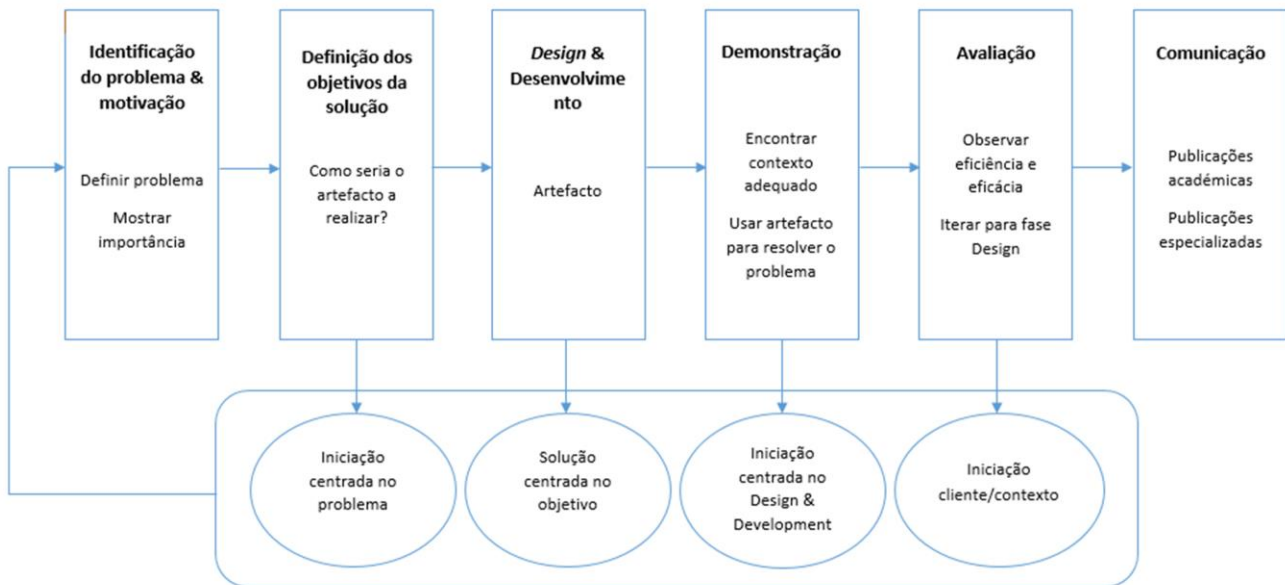 Identificação
do problema &
motivação
Definir problema
Mostrar
importância
Definição dos
objetivos da
solução
Como seria o
artefacto a
realizar?
Design &
Desenvolvime
nto
Artefacto
Demonstração
Encontrar
contexto
adequado
Usar artefacto
para resolver o
problema
Avaliação
Observar
eficiência e
eficácia
Iterar para fase
Design
Comunicação
Publicações
académicas
Publicações
especializadas
Iniciação
centrada no
problema
Solução
centrada no
objetivo
Iniciação
centrada no
Design &
Development
Iniciação
cliente/contexto